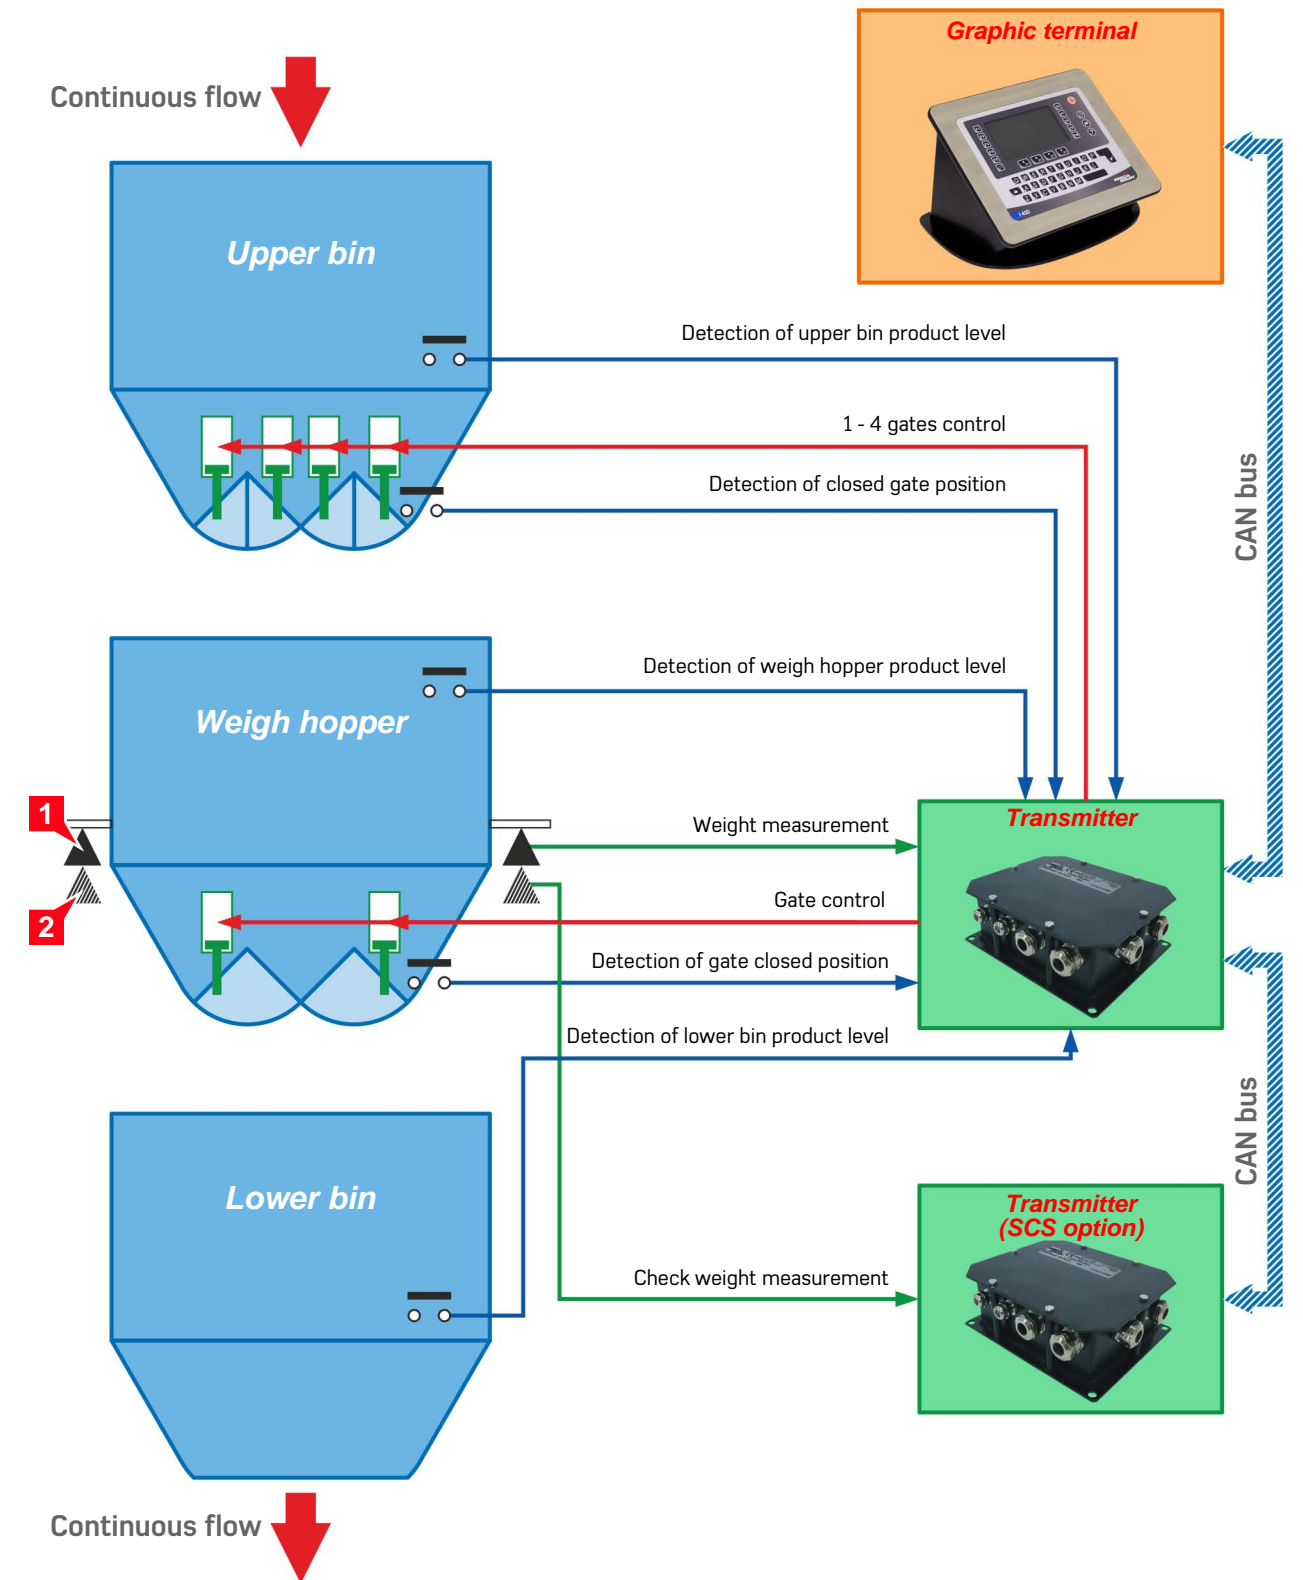 Graphic terminal
Continuous flow
Upper bin
Detection of upper bin product level
1 - 4 gates control
Detection of closed gate position
CAN bus
Detection of weigh hopper product level
Weigh hopper
1
Weight measurement
Transmitter
2
Gate control
Detection of gate closed position
Detection of lower bin product level
CAN bus
Lower bin
Transmitter
(SCS option)
Check weight measurement
Continuous flow